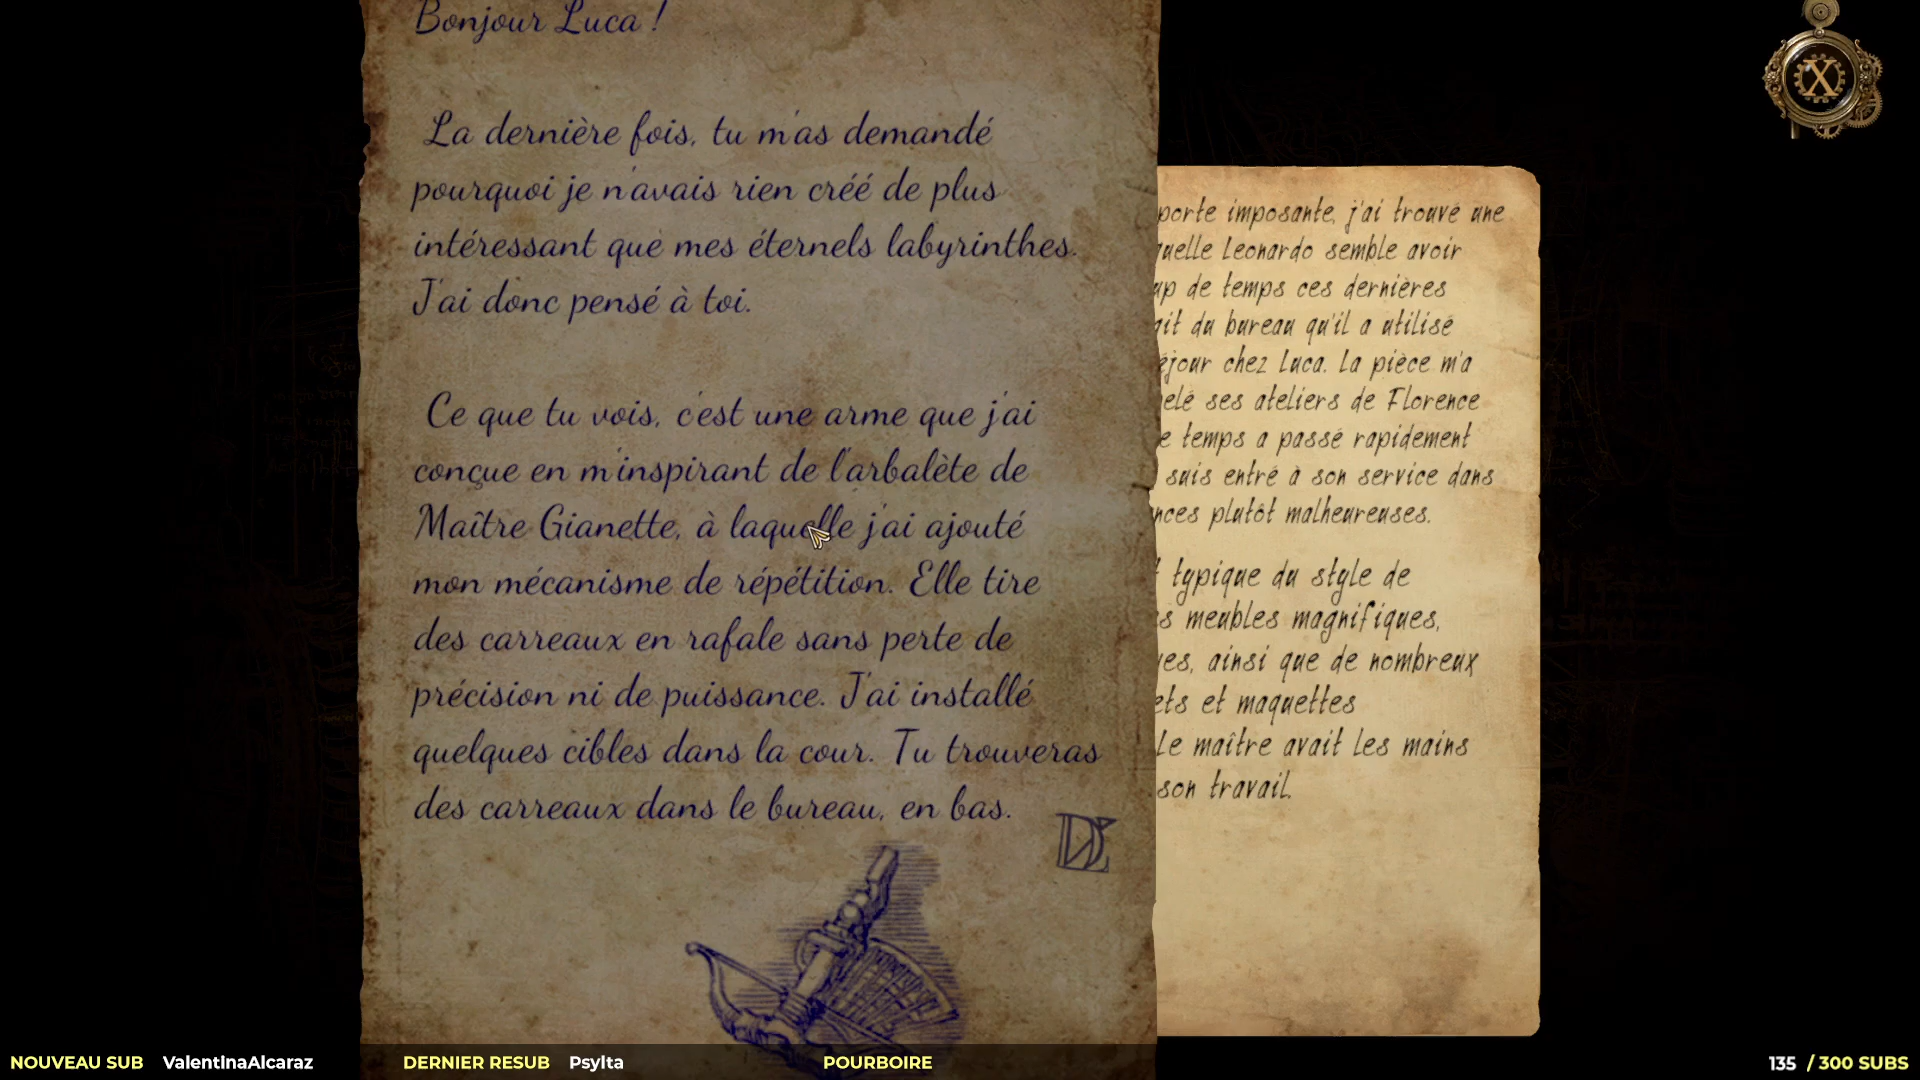 Bonjour Luca !
La dernière fois, tu m'as demandé
pourquoi je n'avais rien créé de plus
intéressant que mes éternels labyrinthes.
J'ai donc pensé à toi.
Ce que tu vois, c'est une arme que j'ai
conçue en m'inspirant de l'arbalète de
Maître Gianette, à laquelle j'ai ajouté
mon mécanisme de répétition. Elle tire
des carreaux en rafale sans perte de
précision ni de puissance. J'ai installé
quelques cibles dans la cour. Tu trouveras
des carreaux dans le bureau, en bas.
X
porte imposante, j'ai trouvé une
Leonardo semble avoir
de temps ces dernières
du bureau qu'il a utilisé
chez Luca. La pièce m'a
ses ateliers de Florence
temps a passé rapidement
suis entré à son service dans
plutôt malheureuses.
typique du style de
meubles magnifiques,
ainsi que de nombreux
et maquettes
Le maître avait les mains
son travail.
NOUVEAU SUB ValentInaAlcaraz
DERNIER RESUB Psylta
POURBOIRE
135 / 300 SUBS